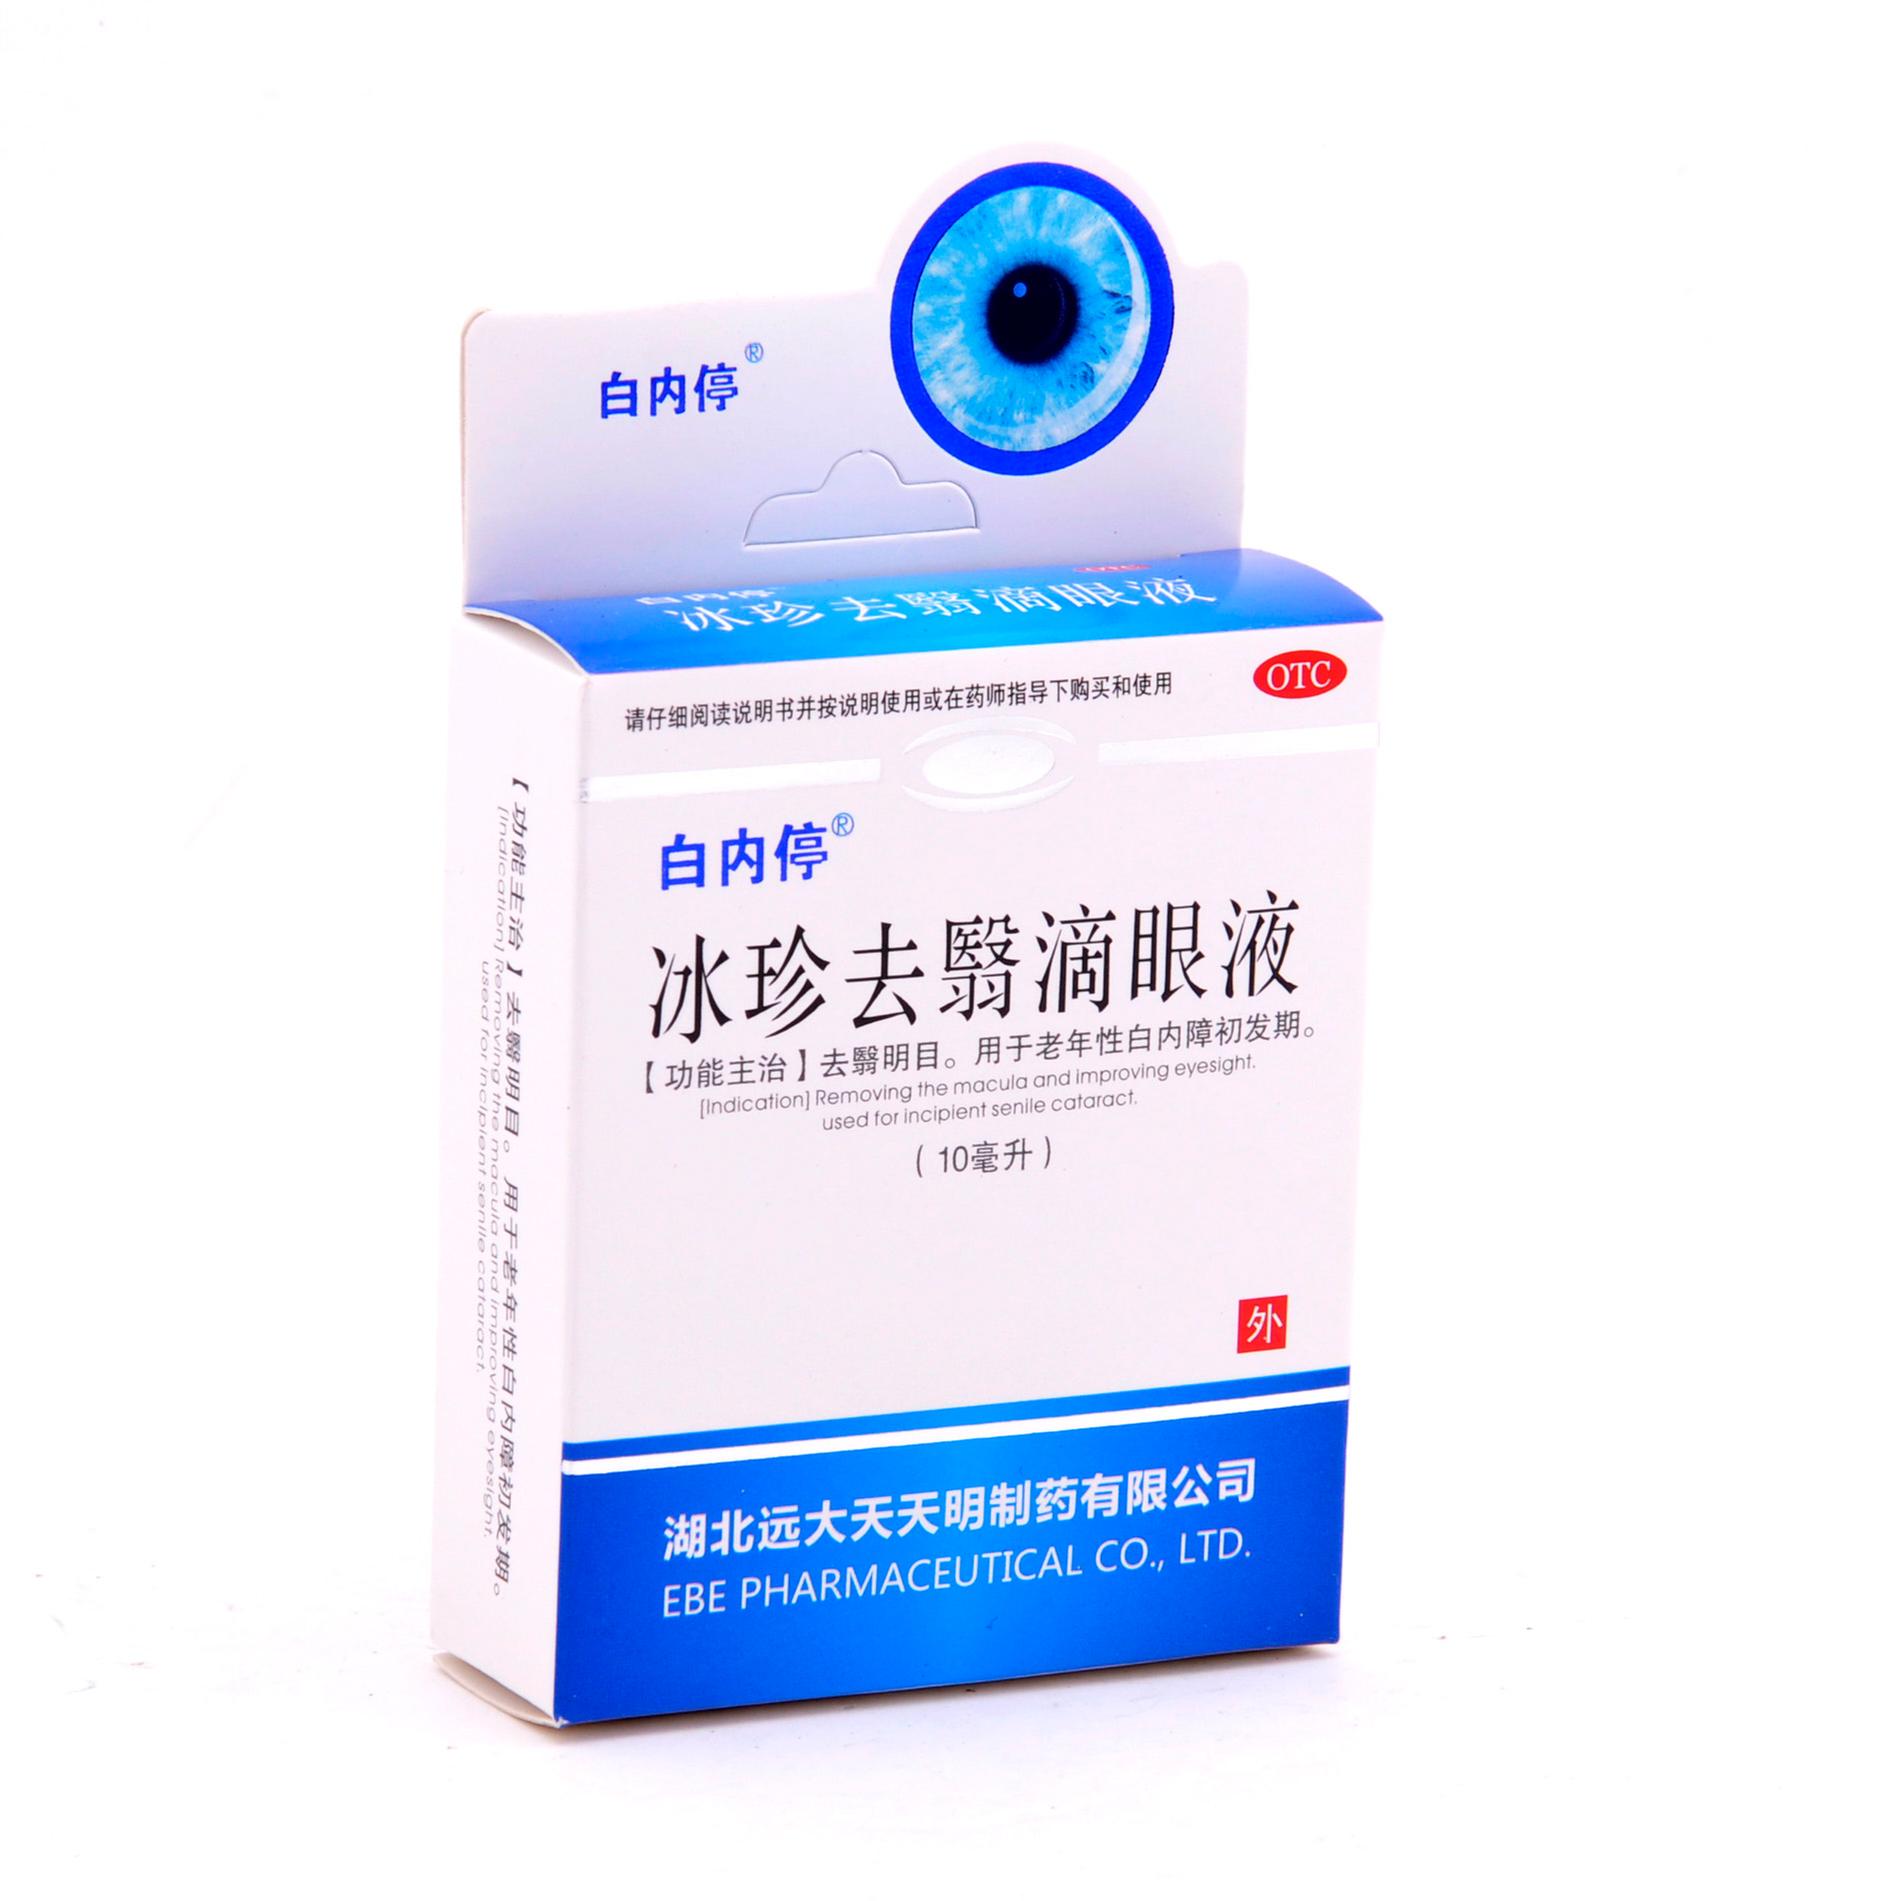 白内停®
白内停
OTC
冰珍去翳滴眼液
请仔细阅读说明书并按说明使用或在药师指导下购买和使用
OTC
白内停®
冰珍去翳滴眼液
【功能主治】去翳明目。用于老年性白内障初发期。
[Indication] Removing the macula and improving eyesight.
used for incipient senile cataract.
(10毫升)
外
湖北远大天天明制药有限公司
EBE PHARMACEUTICAL CO., LTD.
【功能主治】去翳明目。用于老年性白内障初发期。
[Indication] Removing the macula and improving eyesight.
used for incipient senile cataract.